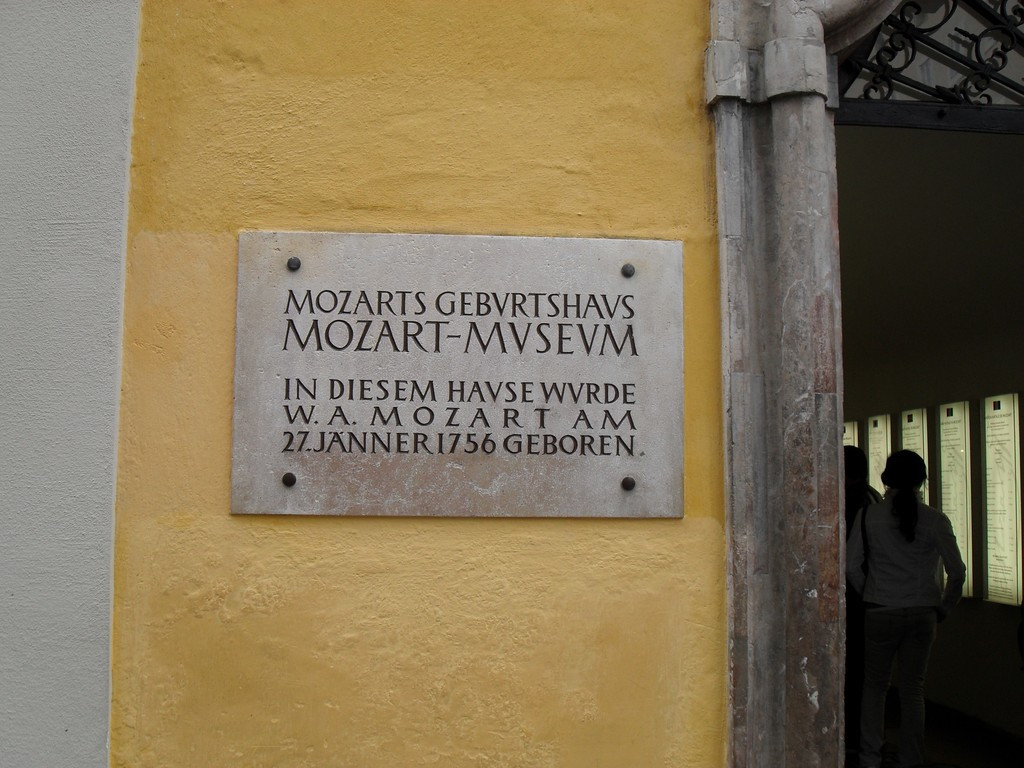 MOZARTS GEBVRTSHAVS
MOZART-MVSEVM
IN DIESEM HAVSE WVRDE
W. A. MOZART AM
27. JÄNNER 1756 GEBOREN.